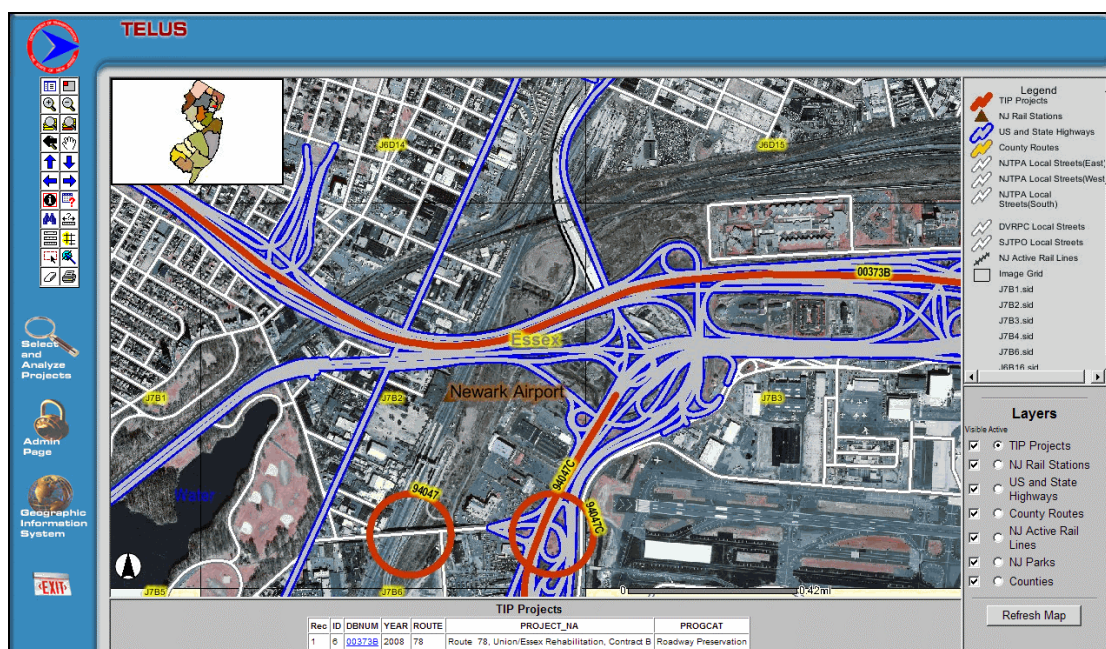 TELUS
J6D14
J6D15
00373B
Essex
J7B1
J7B2
Newark Airport
J7B3
94047C
94047
94047C
Water
J7B5
J7B6
0
0.42mi
Select
and
Analyze
Projects
Admin
Page
Geographic
Information
System
EXIT
Legend
TIP Projects
NJ Rail Stations
US and State Highways
County Routes
NJTPA Local Streets(East)
NJTPA Local Streets(West)
NJTPA Local
Streets(South)
DVRPC Local Streets
SJTPO Local Streets
NJ Active Rail Lines
Image Grid
J7B1.sid
J7B2.sid
J7B3.sid
J7B4.sid
J7B6.sid
J6B16.sid
Layers
Visible Active
TIP Projects
NJ Rail Stations
US and State
Highways
County Routes
NJ Active Rail
Lines
NJ Parks
Counties
Refresh Map
TIP Projects
Rec ID DBNUM YEAR ROUTE PROJECT_NA PROGCAT
1 6 00373B 2008 78 Route 78, Union/Essex Rehabilitation, Contract B Roadway Preservation